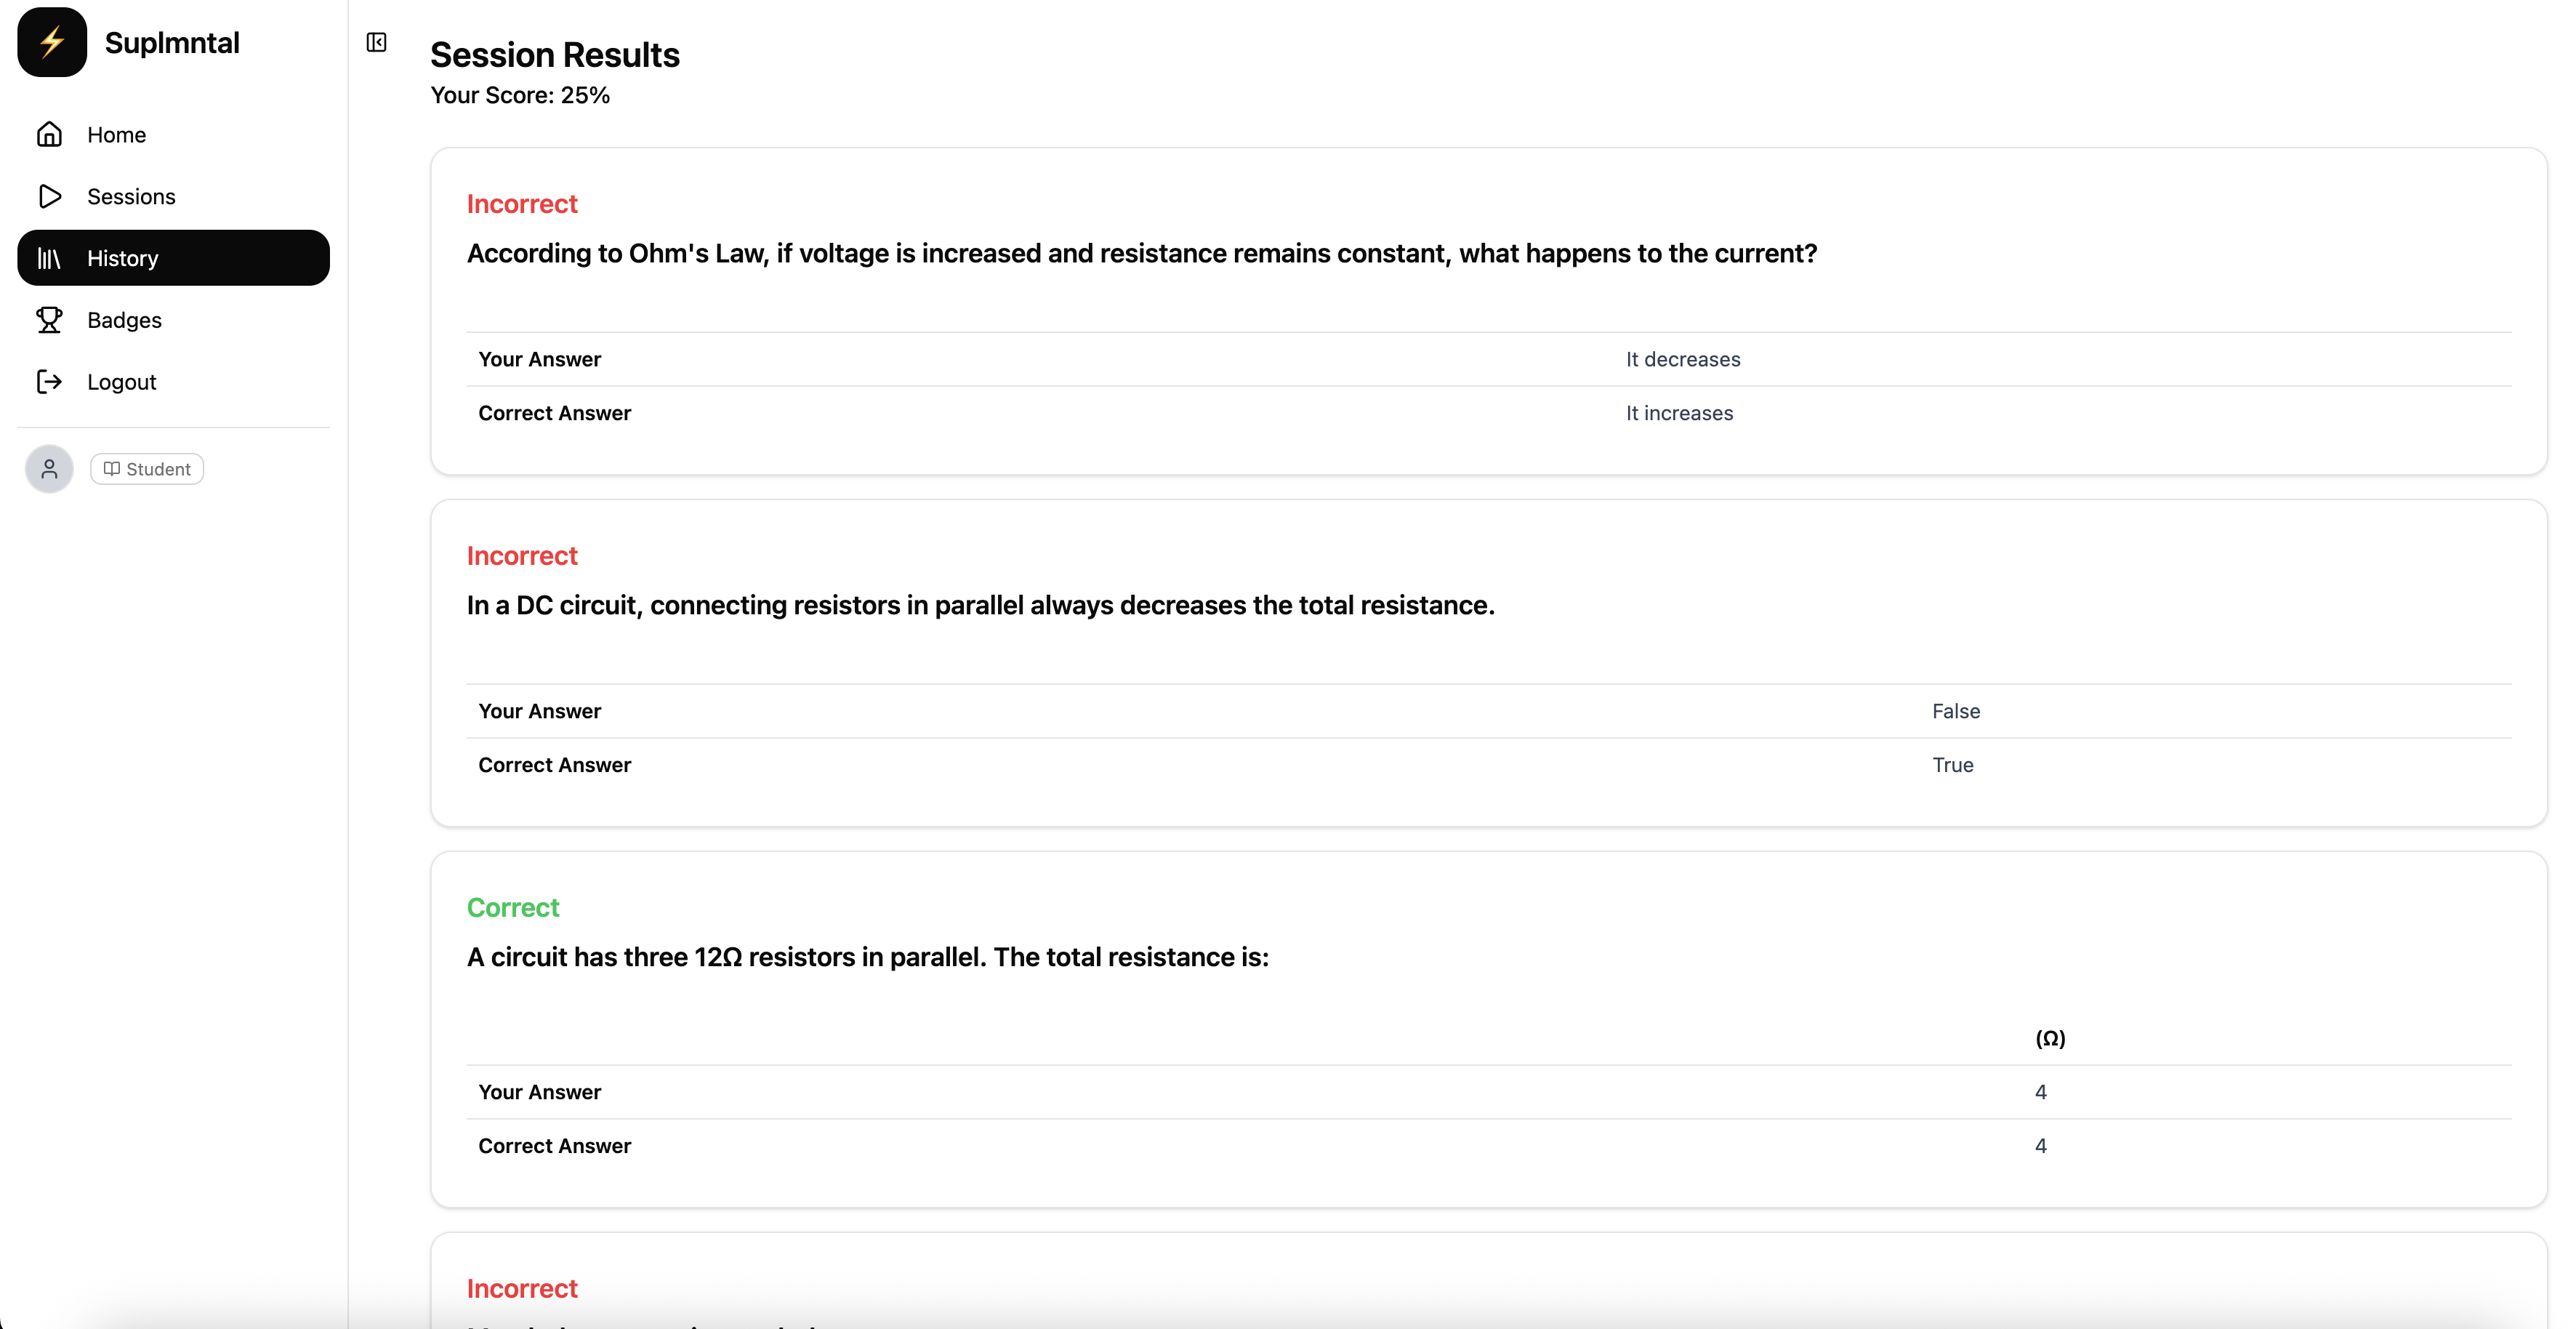 Suplmntal
Home
Sessions
History
Badges
Logout
Student
Session Results
Your Score: 25%
Incorrect
According to Ohm's Law, if voltage is increased and resistance remains constant, what happens to the current?
Your Answer It decreases
Correct Answer It increases
Incorrect
In a DC circuit, connecting resistors in parallel always decreases the total resistance.
Your Answer False
Correct Answer True
Correct
A circuit has three 12Ω resistors in parallel. The total resistance is:
(Ω)
Your Answer 4
Correct Answer 4
Incorrect